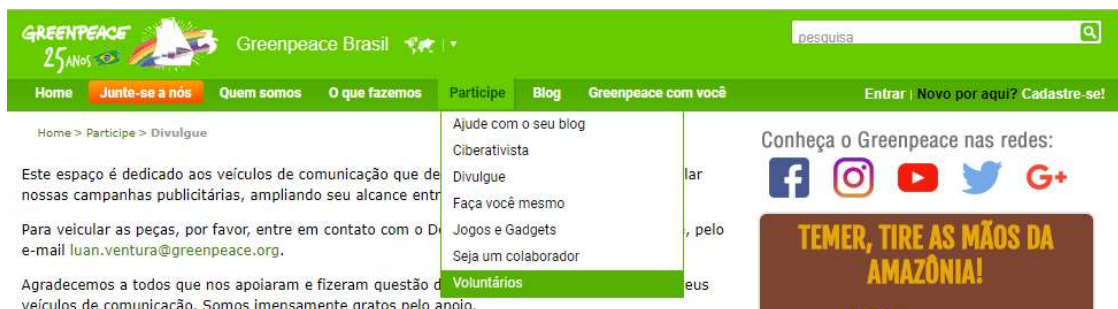 GREENPEACE
25 ANOS
Greenpeace Brasil
pesquisa
Home Junte-se a nós Quem somos O que fazemos Participe Blog Greenpeace com você
Entrar | Novo por aqui? Cadastre-se!
Home > Participe > Divulgue
Este espaço é dedicado aos veículos de comunicação que de
lar
nossas campanhas publicitárias, ampliando seu alcance entr
Para veicular as peças, por favor, entre em contato com o D
, pelo
e-mail luan.ventura@greenpeace.org.
Agradecemos a todos que nos apoiaram e fizeram questão d
eus
veículos de comunicação. Somos imensamente gratos pelo apoio.
Ajude com o seu blog
Ciberativista
Divulgue
Faça você mesmo
Jogos e Gadgets
Seja um colaborador
Voluntários
Conheça o Greenpeace nas redes:
f G+
TEMER, TIRE AS MÃOS DA
AMAZÔNIA!